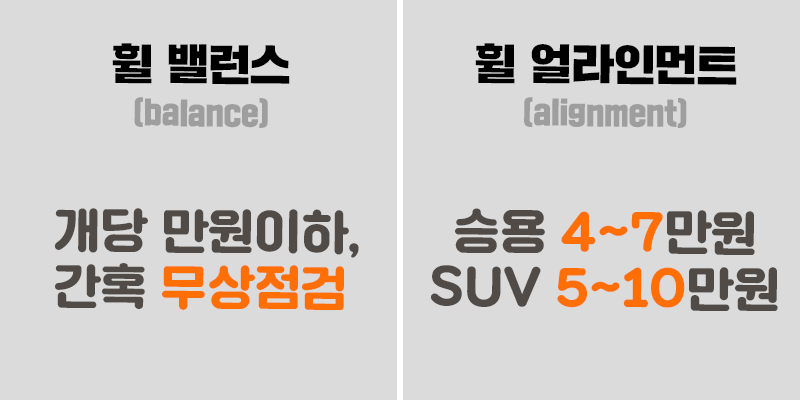 휠 밸런스
(balance)
개당 만원이하,
간혹 무상점검
휠 얼라인먼트
(alignment)
승용 4~7만원
SUV 5~10만원